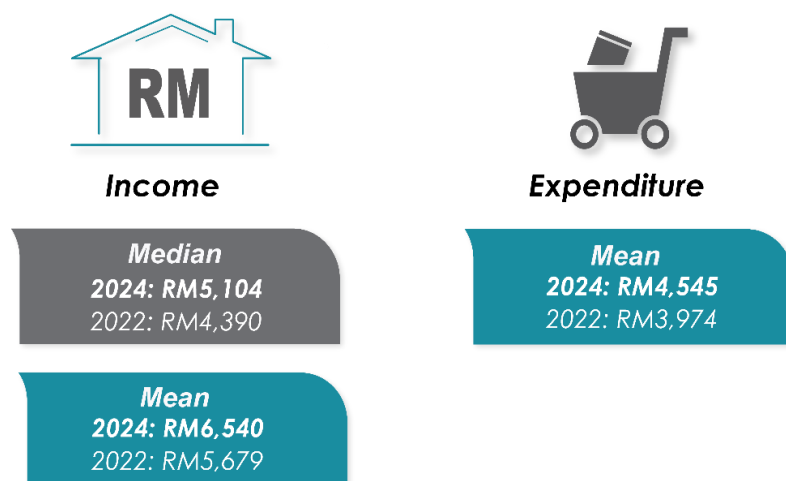 RM
Income
Median
2024: RM5,104
2022: RM4,390
Mean
2024: RM6,540
2022: RM5,679
Expenditure
Mean
2024: RM4,545
2022: RM3,974